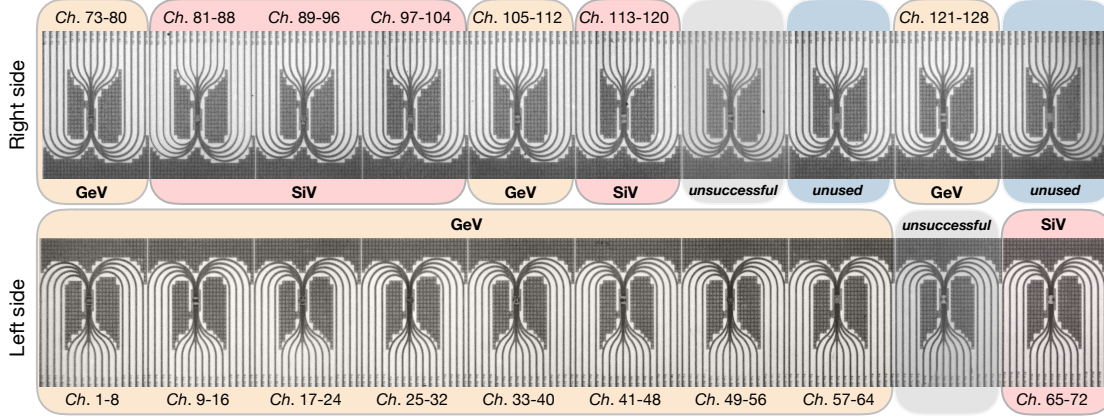 Ch. 73-80 Ch. 81-88 Ch. 89-96 Ch. 97-104 Ch. 105-112 Ch. 113-120 Ch. 121-128
Right side
GeV SiV GeV SiV unsuccessful unused GeV unused
GeV unsuccessful SiV
Left side
Ch. 1-8 Ch. 9-16 Ch. 17-24 Ch. 25-32 Ch. 33-40 Ch. 41-48 Ch. 49-56 Ch. 57-64 Ch. 65-72